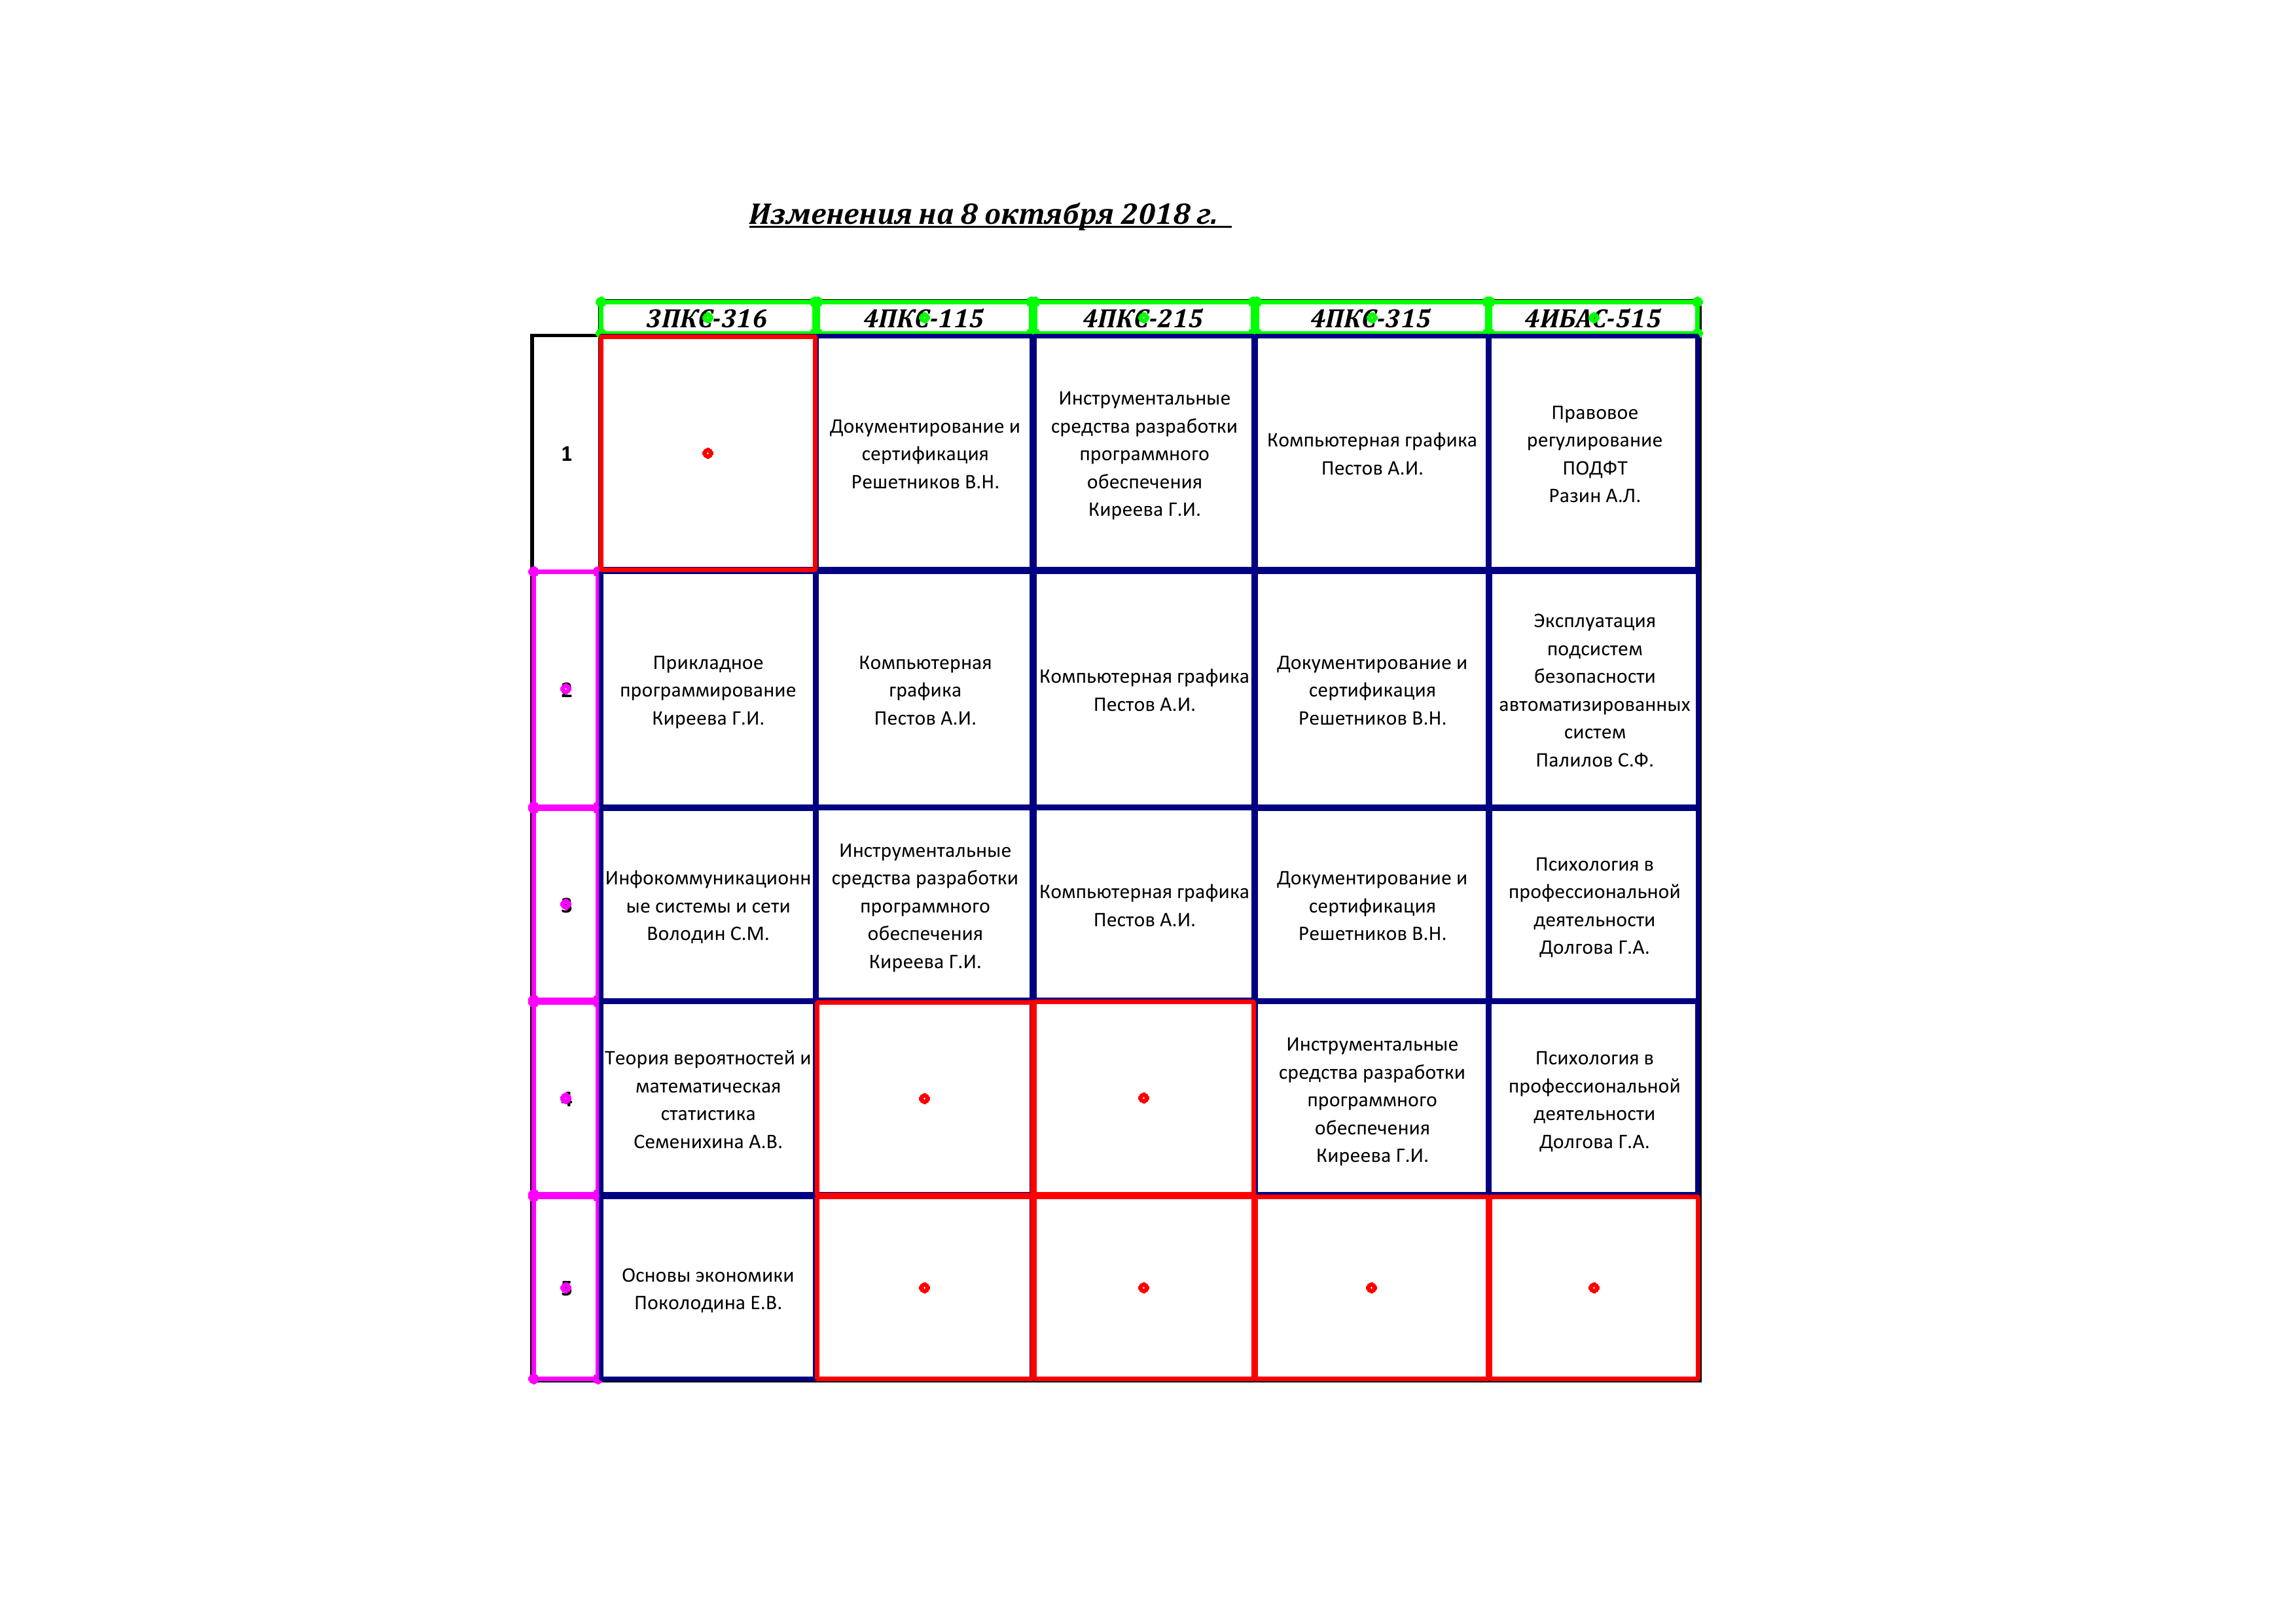 Изменения на 8 октября 2018 г.
3ПКС-316 4ПКС-115 4ПКС-215 4ПКС-315 4ИБАС-515
1
Документирование и
сертификация
Решетников В.Н.
Инструментальные
средства разработки
программного
обеспечения
Киреева Г.И.
Компьютерная графика
Пестов А.И.
Правовое
регулирование
ПОДФТ
Разин А.Л.
2
Прикладное
программирование
Киреева Г.И.
Компьютерная
графика
Пестов А.И.
Компьютерная графика
Пестов А.И.
Документирование и
сертификация
Решетников В.Н.
Эксплуатация
подсистем
безопасности
автоматизированных
систем
Палилов С.Ф.
3
Инфокоммуникационн
ые системы и сети
Володин С.М.
Инструментальные
средства разработки
программного
обеспечения
Киреева Г.И.
Компьютерная графика
Пестов А.И.
Документирование и
сертификация
Решетников В.Н.
Психология в
профессиональной
деятельности
Долгова Г.А.
4
Теория вероятностей и
математическая
статистика
Семенихина А.В.
Инструментальные
средства разработки
программного
обеспечения
Киреева Г.И.
Психология в
профессиональной
деятельности
Долгова Г.А.
5
Основы экономики
Поколодина Е.В.